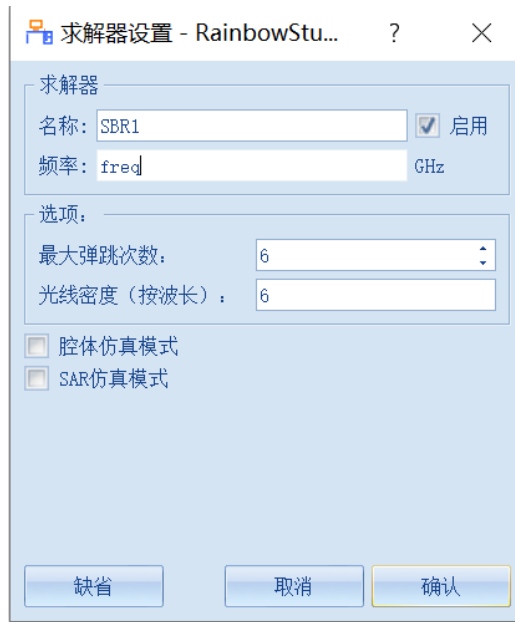 求解器设置 - RainbowStu... ?
求解器
名称: SBR1 启用
频率: freq GHz
选项:
最大弹跳次数: 6
光线密度（按波长）: 6
腔体仿真模式
SAR仿真模式
缺省 取消 确认